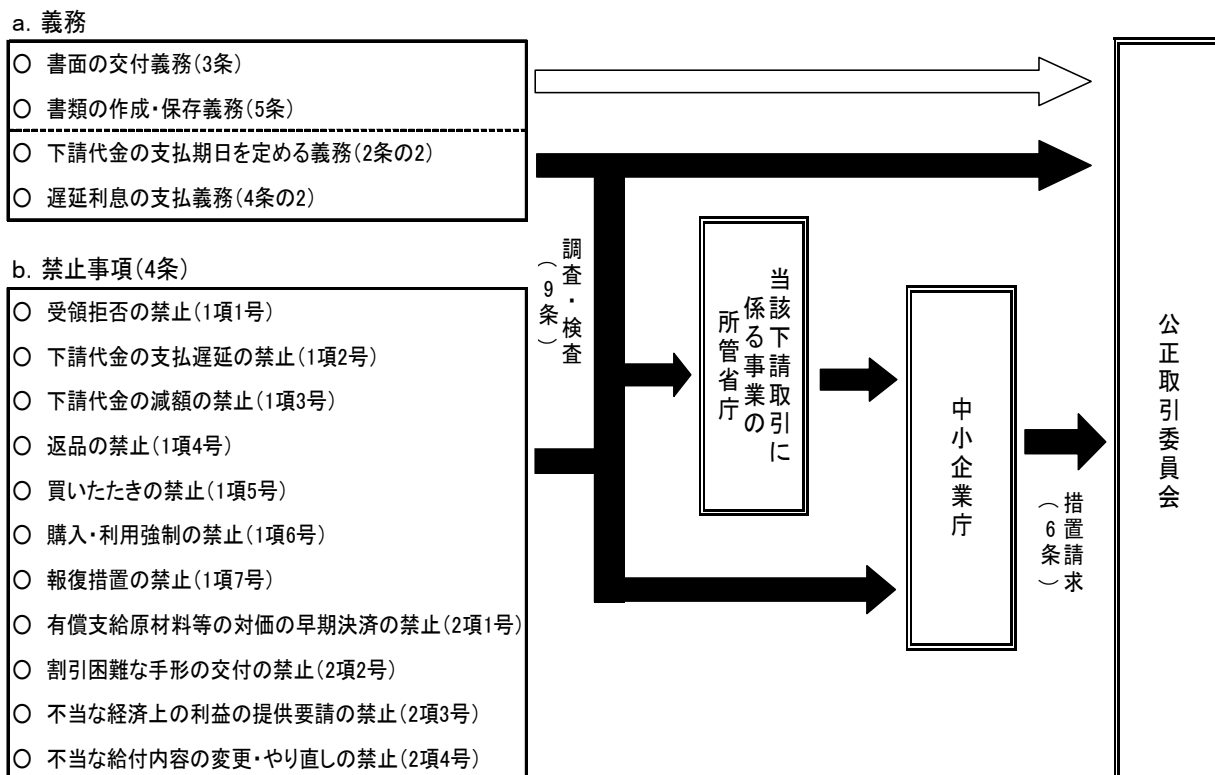 a. 義務
○ 書面の交付義務(3条)
○ 書類の作成・保存義務(5条)
○ 下請代金の支払期日を定める義務(2条の2)
○ 遅延利息の支払義務(4条の2)
b. 禁止事項(4条)
○ 受領拒否の禁止(1項1号)
○ 下請代金の支払遅延の禁止(1項2号)
○ 下請代金の減額の禁止(1項3号)
○ 返品の禁止(1項4号)
○ 買いたたきの禁止(1項5号)
○ 購入・利用強制の禁止(1項6号)
○ 報復措置の禁止(1項7号)
○ 有償支給原材料等の対価の早期決済の禁止(2項1号)
○ 割引困難な手形の交付の禁止(2項2号)
○ 不当な経済上の利益の提供要請の禁止(2項3号)
○ 不当な給付内容の変更・やり直しの禁止(2項4号)
調査・検査
(9条)
当該下請取引に
係る事業の
所管省庁
中小企業庁
措置請求
(6条)
公正取引委員会